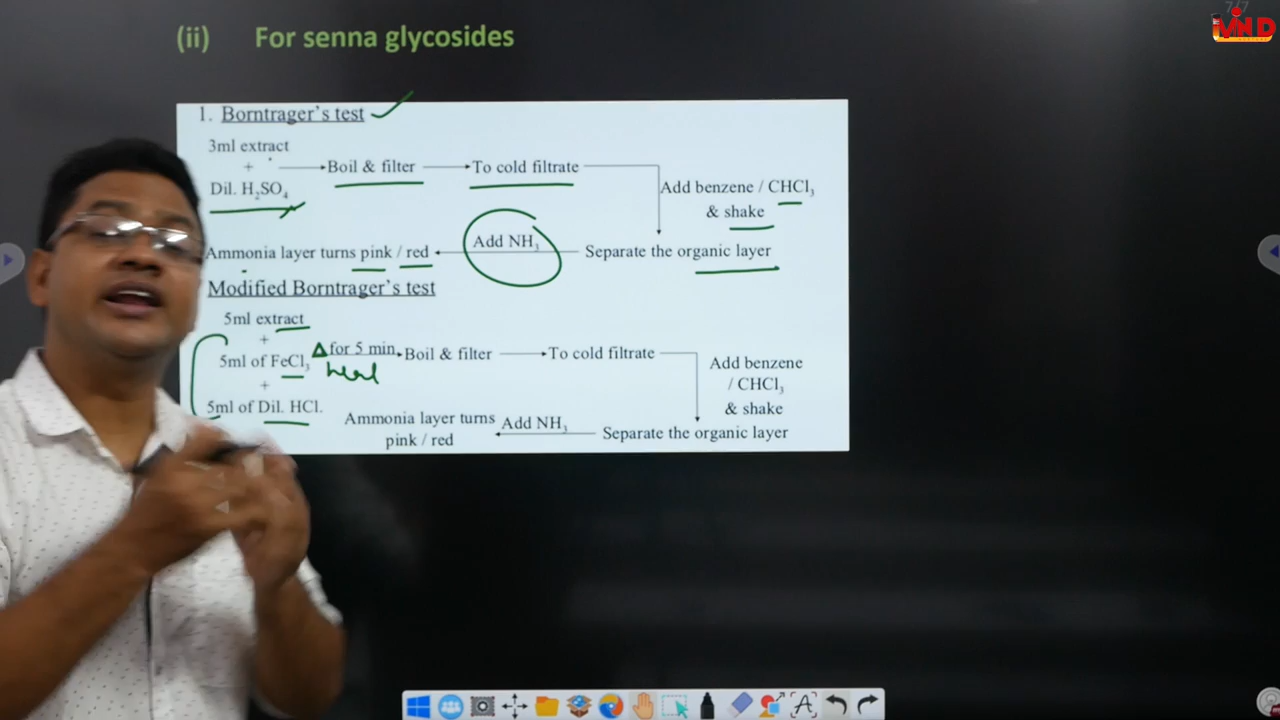 (ii) For senna glycosides
1. Borntrager's test
3ml extract
+
Dil. H₂SO₄
Boil & filter
To cold filtrate
Add benzene / CHCl₃
& shake
Separate the organic layer
Add NH₃
Ammonia layer turns pink / red
Modified Borntrager's test
5ml extract
+
5ml of FeCl₃
+
5ml of Dil. HCl.
Δ for 5 min.
heat
Boil & filter
To cold filtrate
Add benzene
/ CHCl₃
& shake
Separate the organic layer
Add NH₃
Ammonia layer turns
pink / red